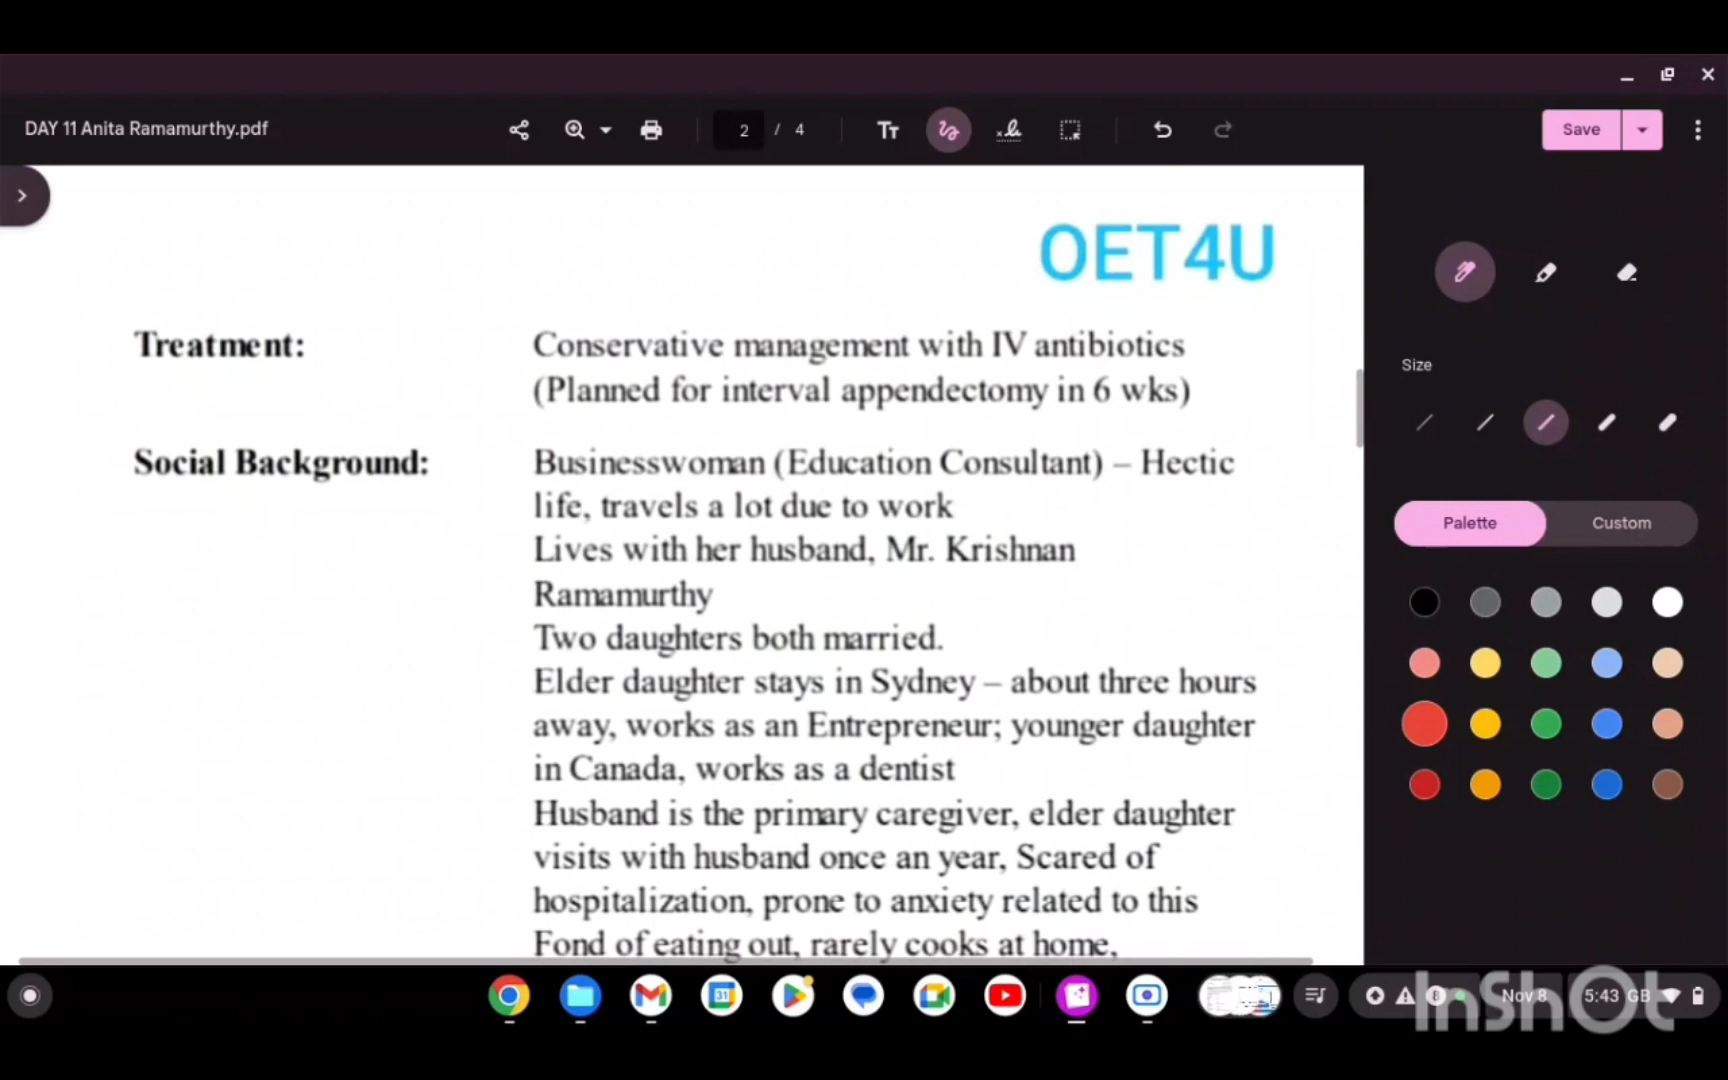 DAY 11 Anita Ramamurthy.pdf
2 / 4
Save
OET4U
Treatment: Conservative management with IV antibiotics
(Planned for interval appendectomy in 6 wks)
Social Background: Businesswoman (Education Consultant) – Hectic
life, travels a lot due to work
Lives with her husband, Mr. Krishnan
Ramamurthy
Two daughters both married.
Elder daughter stays in Sydney – about three hours
away, works as an Entrepreneur; younger daughter
in Canada, works as a dentist
Husband is the primary caregiver, elder daughter
visits with husband once an year, Scared of
hospitalization, prone to anxiety related to this
Fond of eating out, rarely cooks at home,
Size
Palette
Custom
31
8
Nov 8
5:43
GB
InShOt